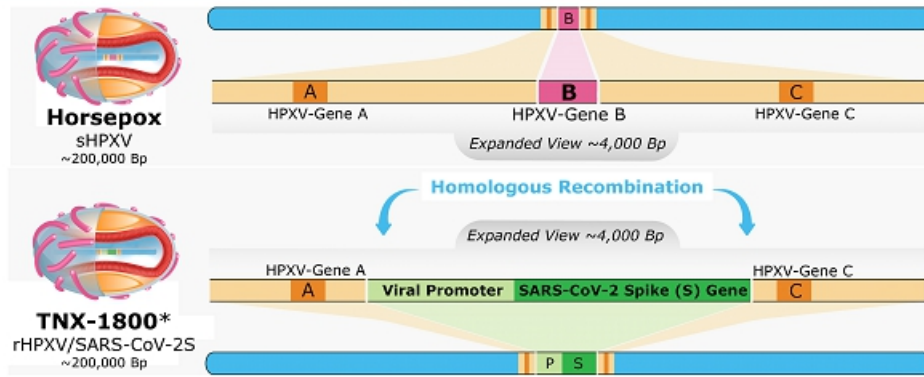 B
A
B
C
HPXV-Gene A
HPXV-Gene B
HPXV-Gene C
Horsepox
sHPXV
~200,000 Bp
Expanded View ~4,000 Bp
Homologous Recombination
Expanded View ~4,000 Bp
HPXV-Gene A
HPXV-Gene C
A
Viral Promoter
SARS-CoV-2 Spike (S) Gene
C
TNX-1800*
rHPXV/SARS-CoV-2S
~200,000 Bp
P
S